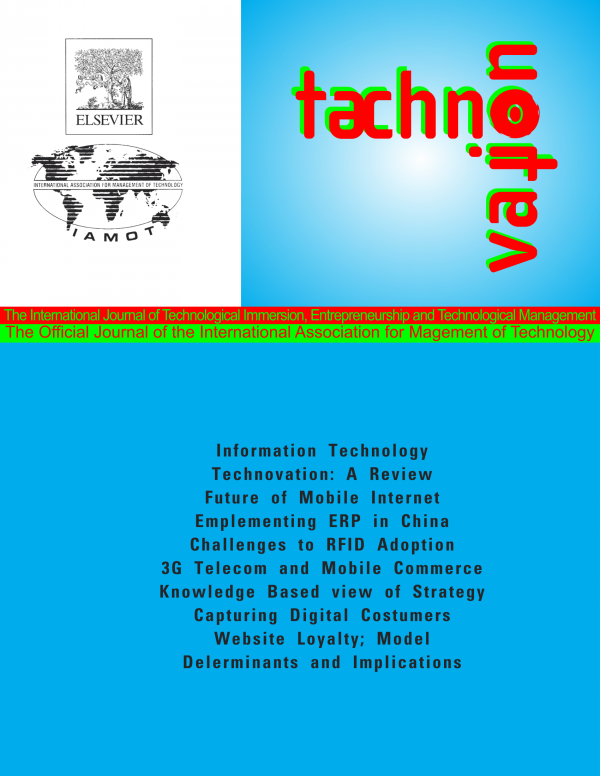 ELSEVIER
INTERNATIONAL ASSOCIATION FOR MANAGEMENT OF TECHNOLOGY
IAMOT
tachno
vation
The International Journal of Technological Immersion, Entrepreneurship and Technological Management
The Official Journal of the International Association for Magement of Technology
Information Technology
Technovation: A Review
Future of Mobile Internet
Emplementing ERP in China
Challenges to RFID Adoption
3G Telecom and Mobile Commerce
Knowledge Based view of Strategy
Capturing Digital Costumers
Website Loyalty; Model
Delerminants and Implications